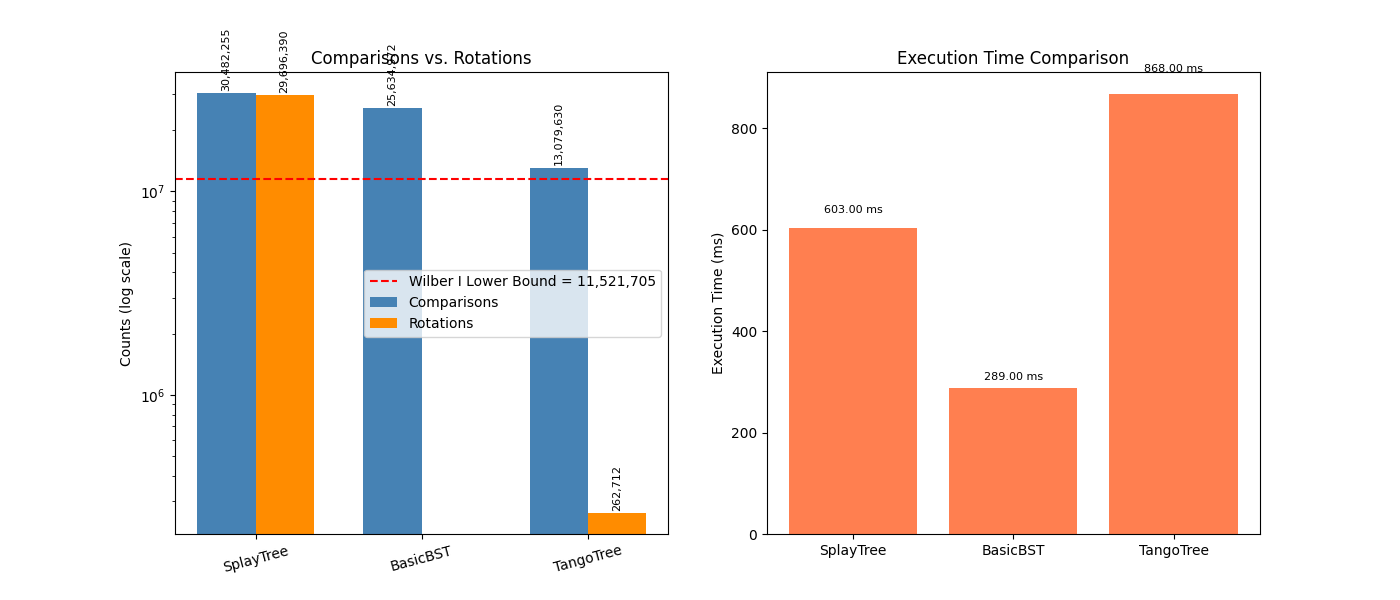 Comparisons vs. Rotations
30,482,255
29,696,390
13,079,630
262,712
10^7
10^6
Counts (log scale)
Wilber I Lower Bound = 11,521,705
Comparisons
Rotations
SplayTree
BasicBST
TangoTree
Execution Time Comparison
868.00 ms
603.00 ms
289.00 ms
800
600
400
200
0
Execution Time (ms)
SplayTree
BasicBST
TangoTree